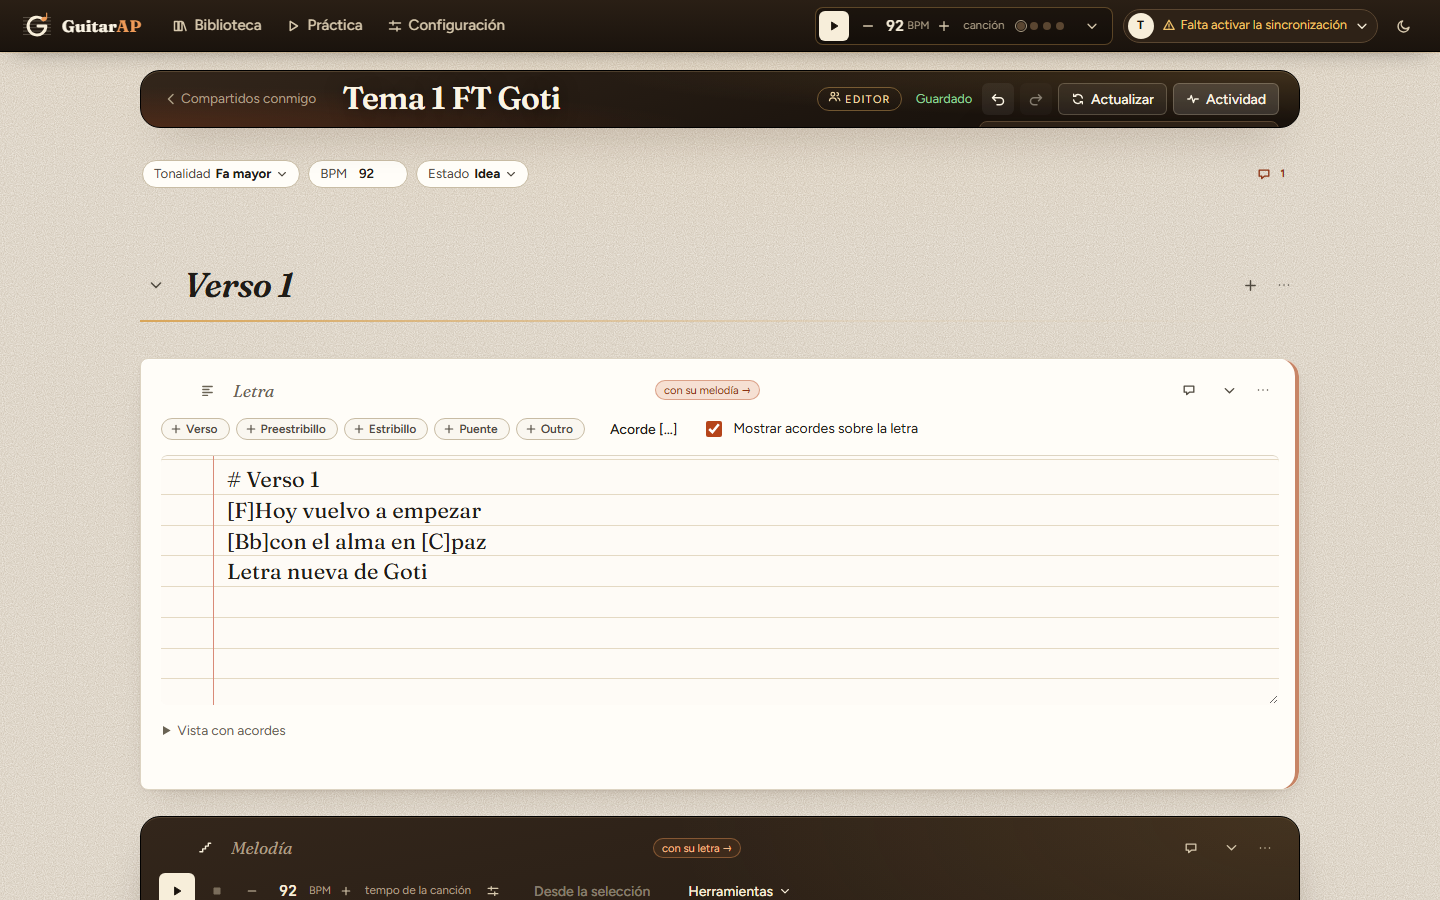 GuitarAP
Biblioteca
Práctica
Configuración
92 BPM
canción
T
Falta activar la sincronización
Compartidos conmigo
Tema 1 FT Goti
EDITOR
Guardado
Actualizar
Actividad
Tonalidad Fa mayor
BPM 92
Estado Idea
1
Verso 1
Letra
con su melodía →
+ Verso
+ Preestribillo
+ Estribillo
+ Puente
+ Outro
Acorde [...]
Mostrar acordes sobre la letra
# Verso 1
[F]Hoy vuelvo a empezar
[Bb]con el alma en [C]paz
Letra nueva de Goti
Vista con acordes
Melodía
con su letra →
92 BPM
tempo de la canción
Desde la selección
Herramientas